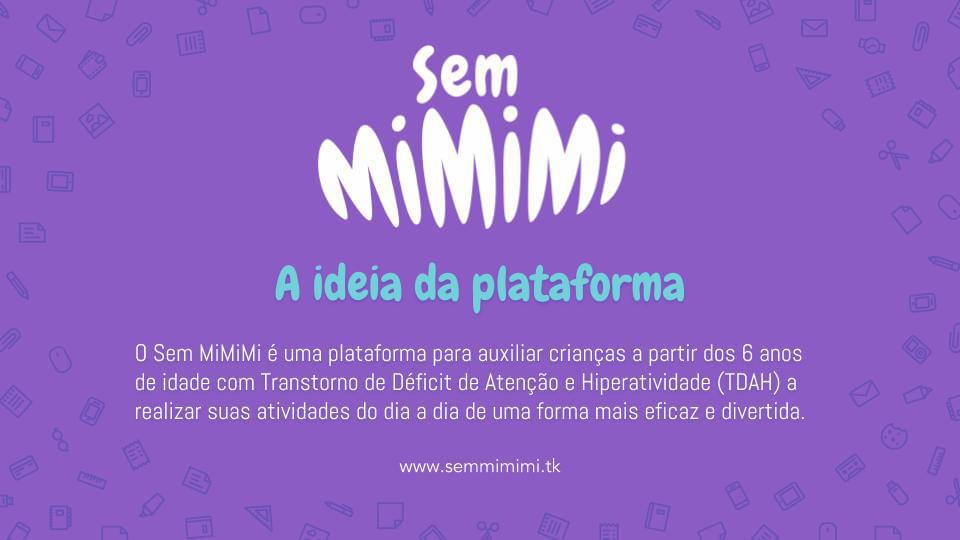 Sem
MiMiMi
A ideia da plataforma
O Sem MiMiMi é uma plataforma para auxiliar crianças a partir dos 6 anos
de idade com Transtorno de Déficit de Atenção e Hiperatividade (TDAH) a
realizar suas atividades do dia a dia de uma forma mais eficaz e divertida.
www.semmimimi.tk